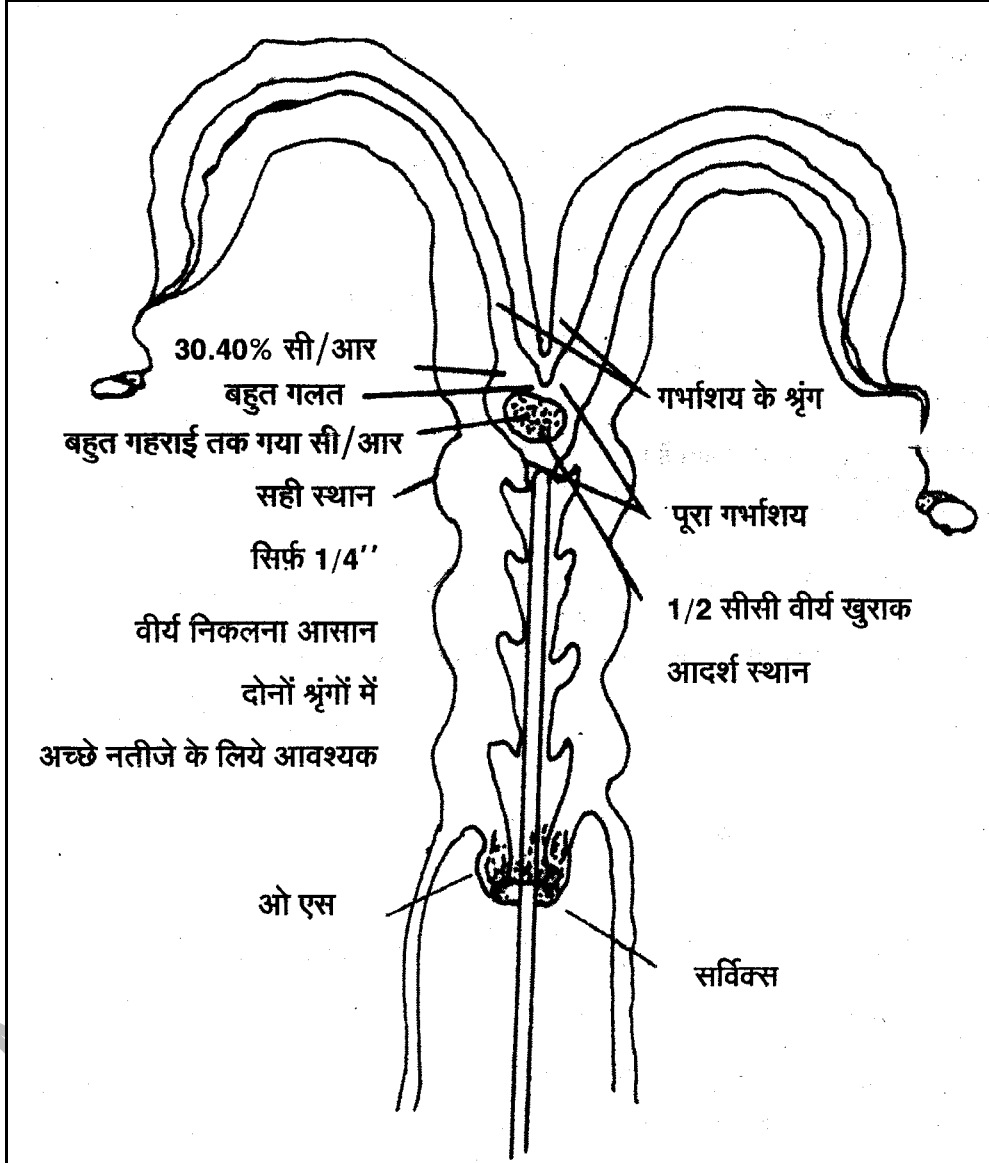 30.40% सी/आर
बहुत गलत
बहुत गहराई तक गया सी/आर
सही स्थान
सिर्फ़ 1/4''
वीर्य निकलना आसान
दोनों श्रृंगों में
अच्छे नतीजे के लिये आवश्यक
ओ एस
गर्भाशय के श्रृंग
पूरा गर्भाशय
1/2 सीसी वीर्य खुराक
आदर्श स्थान
सर्विक्स